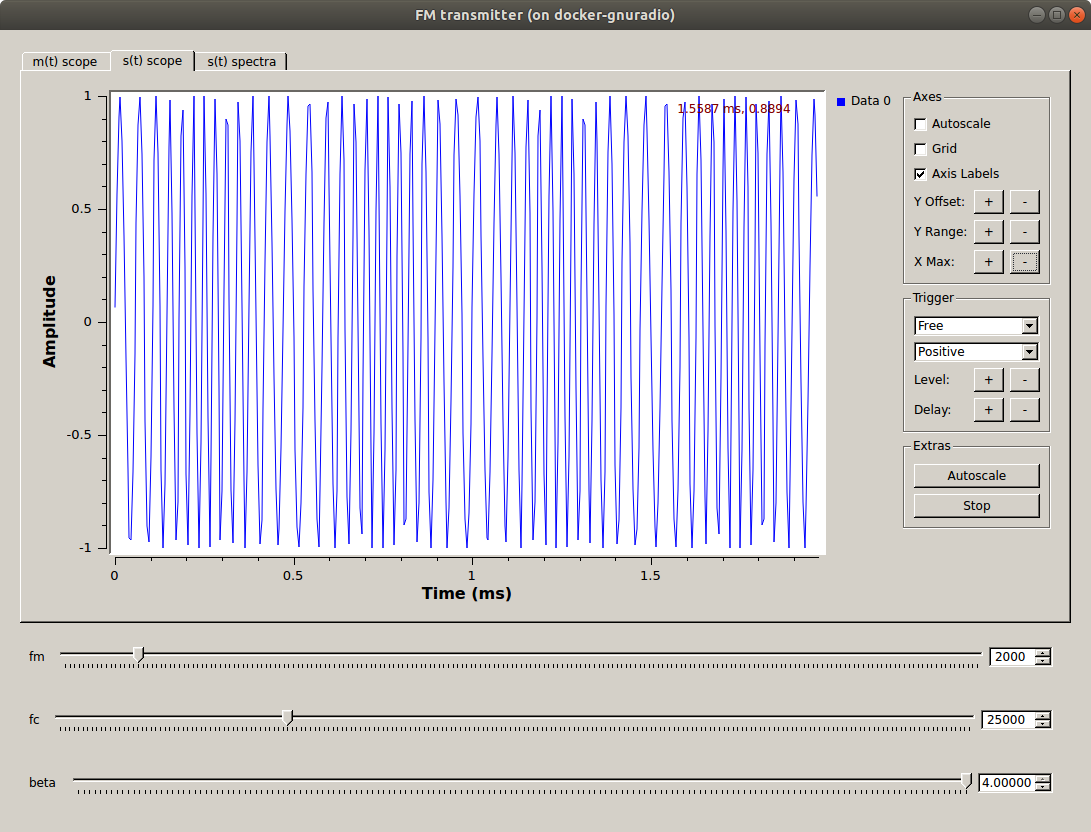 FM transmitter (on docker-gnuradio)
m(t) scope s(t) scope s(t) spectra
1
0.5
0
-0.5
-1
Amplitude
1.5587 ms, 0.8894
0 0.5 1 1.5
Time (ms)
Data 0
Axes
Autoscale
Grid
Axis Labels
Y Offset: + -
Y Range: + -
X Max: + -
Trigger
Free
Positive
Level: + -
Delay: + -
Extras
Autoscale
Stop
fm 2000
fc 25000
beta 4.00000